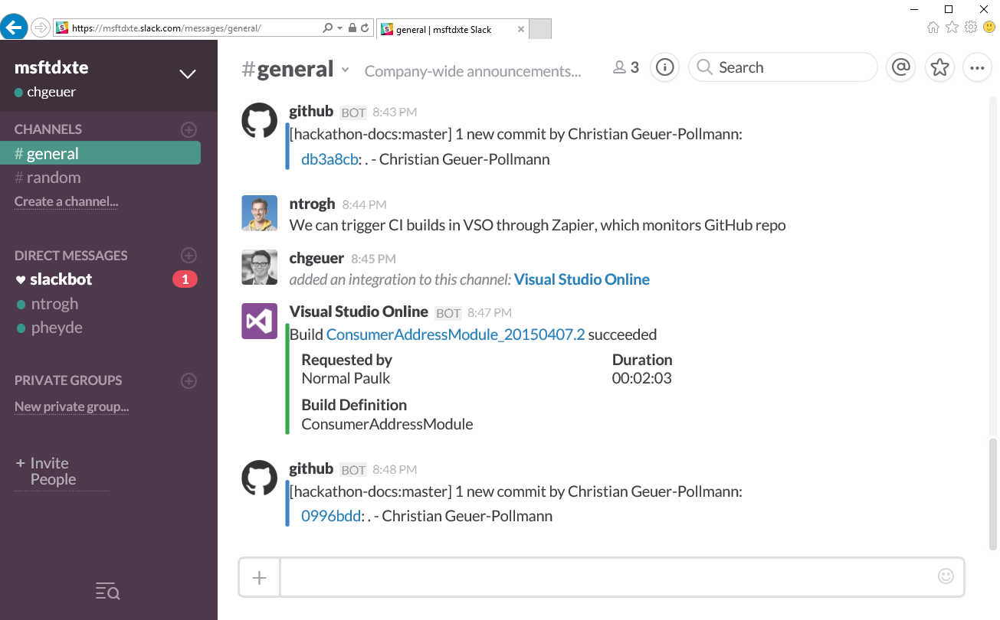 https://msftdxte.slack.com/messages/general/
general | msftdxte Slack
msftdxte
chgeuer
CHANNELS
# general
# random
Create a channel...
DIRECT MESSAGES
slackbot 1
ntrogh
pheyde
PRIVATE GROUPS
New private group...
+ Invite
People
#general Company-wide announcements... 3 Search
github BOT 8:43 PM
[hackathon-docs:master] 1 new commit by Christian Geuer-Pollmann:
db3a8cb: . - Christian Geuer-Pollmann
ntrogh 8:44 PM
We can trigger CI builds in VSO through Zapier, which monitors GitHub repo
chgeuer 8:45 PM
added an integration to this channel: Visual Studio Online
Visual Studio Online BOT 8:47 PM
Build ConsumerAddressModule_20150407.2 succeeded
Requested by Duration
Normal Paulk 00:02:03
Build Definition
ConsumerAddressModule
github BOT 8:48 PM
[hackathon-docs:master] 1 new commit by Christian Geuer-Pollmann:
0996bdd: . - Christian Geuer-Pollmann